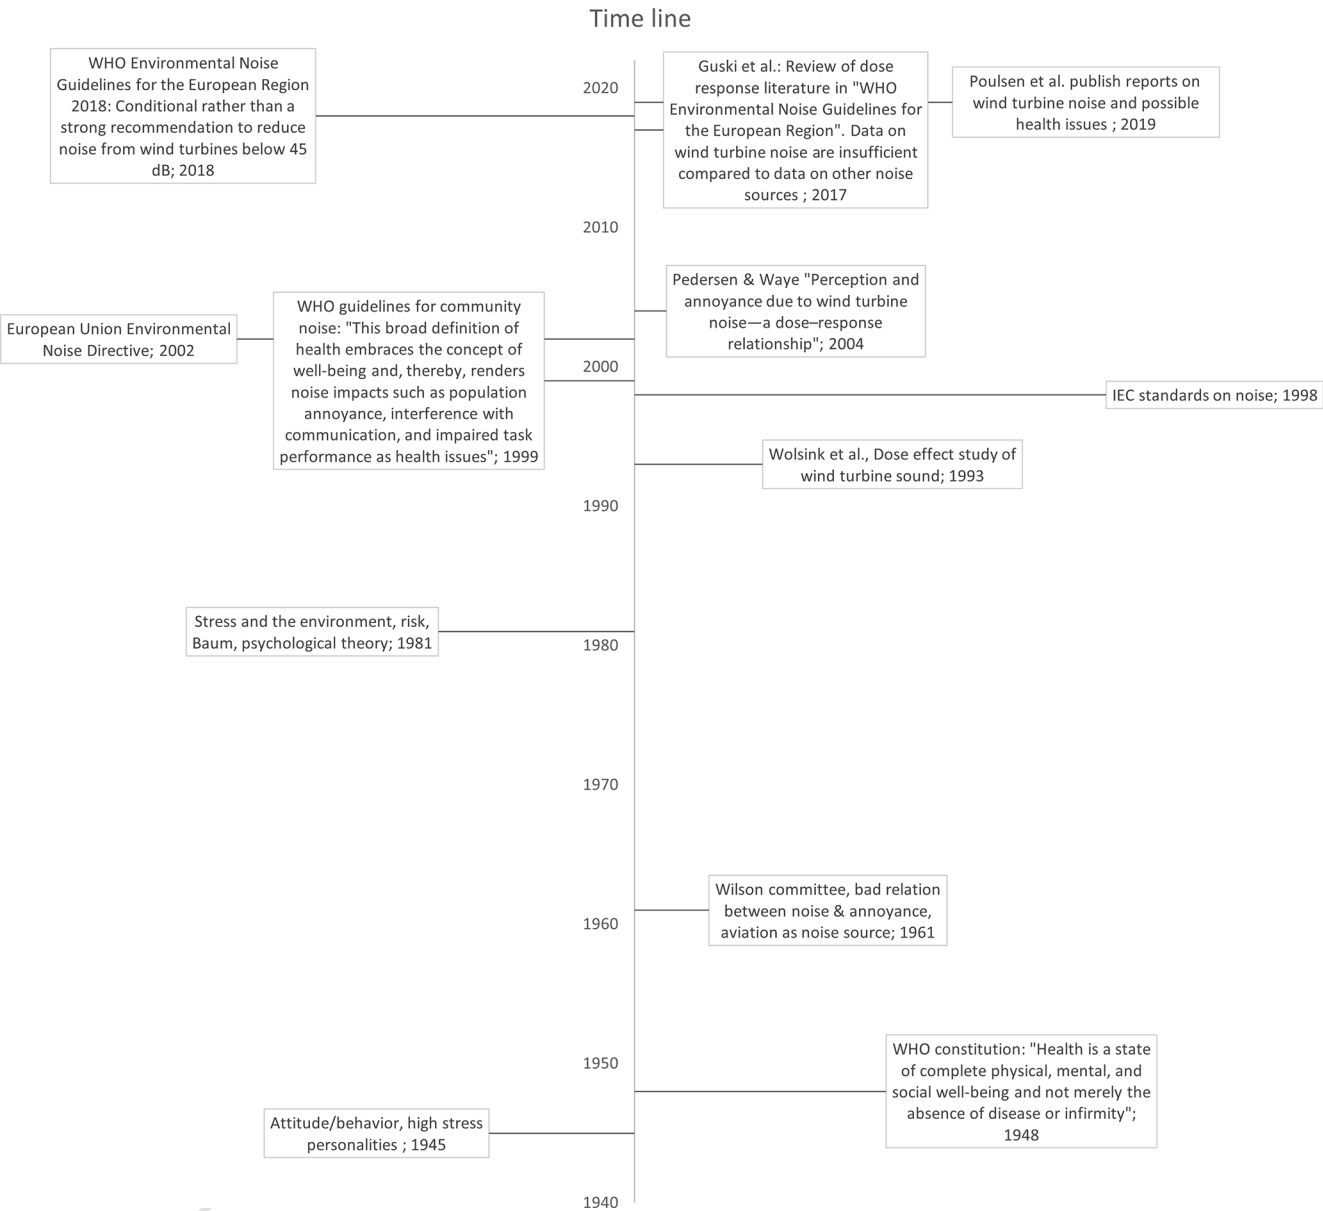 Time line
WHO Environmental Noise
Guidelines for the European Region
2018: Conditional rather than a
strong recommendation to reduce
noise from wind turbines below 45
dB; 2018
2020
Guski et al.: Review of dose
response literature in "WHO
Environmental Noise Guidelines for
the European Region". Data on
wind turbine noise are insufficient
compared to data on other noise
sources ; 2017
Poulsen et al. publish reports on
wind turbine noise and possible
health issues ; 2019
2010
Pedersen & Waye "Perception and
annoyance due to wind turbine
noise—a dose–response
relationship"; 2004
European Union Environmental
Noise Directive; 2002
WHO guidelines for community
noise: "This broad definition of
health embraces the concept of
well-being and, thereby, renders
noise impacts such as population
annoyance, interference with
communication, and impaired task
performance as health issues"; 1999
2000
IEC standards on noise; 1998
Wolsink et al., Dose effect study of
wind turbine sound; 1993
1990
Stress and the environment, risk,
Baum, psychological theory; 1981
1980
1970
Wilson committee, bad relation
between noise & annoyance,
aviation as noise source; 1961
1960
1950
WHO constitution: "Health is a state
of complete physical, mental, and
social well-being and not merely the
absence of disease or infirmity";
1948
Attitude/behavior, high stress
personalities ; 1945
1940